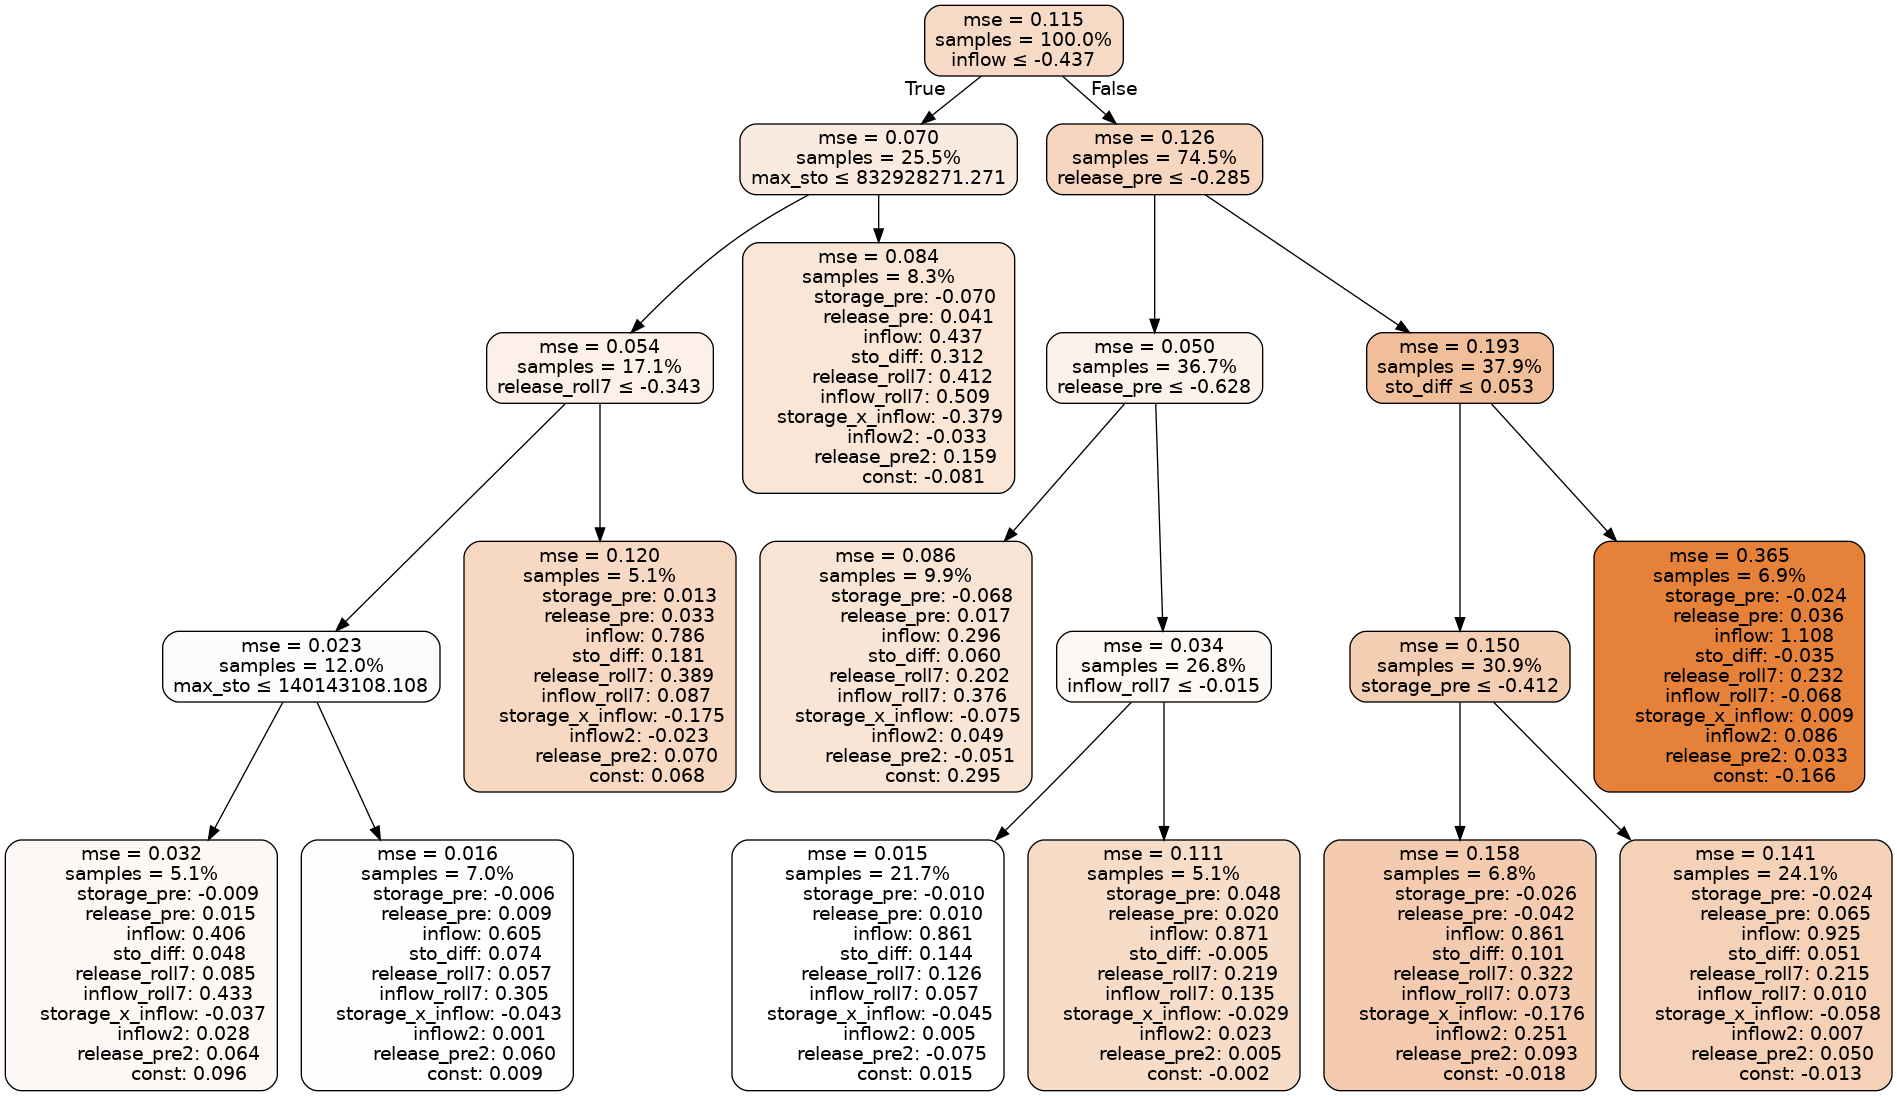 mse = 0.115
samples = 100.0%
inflow ≤ -0.437
True
False
mse = 0.070
samples = 25.5%
max_sto ≤ 832928271.271
mse = 0.126
samples = 74.5%
release_pre ≤ -0.285
mse = 0.084
samples = 8.3%
storage_pre: -0.070
release_pre: 0.041
inflow: 0.437
sto_diff: 0.312
release_roll7: 0.412
inflow_roll7: 0.509
storage_x_inflow: -0.379
inflow2: -0.033
release_pre2: 0.159
const: -0.081
mse = 0.054
samples = 17.1%
release_roll7 ≤ -0.343
mse = 0.050
samples = 36.7%
release_pre ≤ -0.628
mse = 0.193
samples = 37.9%
sto_diff ≤ 0.053
mse = 0.120
samples = 5.1%
storage_pre: 0.013
release_pre: 0.033
inflow: 0.786
sto_diff: 0.181
release_roll7: 0.389
inflow_roll7: 0.087
storage_x_inflow: -0.175
inflow2: -0.023
release_pre2: 0.070
const: 0.068
mse = 0.086
samples = 9.9%
storage_pre: -0.068
release_pre: 0.017
inflow: 0.296
sto_diff: 0.060
release_roll7: 0.202
inflow_roll7: 0.376
storage_x_inflow: -0.075
inflow2: 0.049
release_pre2: -0.051
const: 0.295
mse = 0.365
samples = 6.9%
storage_pre: -0.024
release_pre: 0.036
inflow: 1.108
sto_diff: -0.035
release_roll7: 0.232
inflow_roll7: -0.068
storage_x_inflow: 0.009
inflow2: 0.086
release_pre2: 0.033
const: -0.166
mse = 0.023
samples = 12.0%
max_sto ≤ 140143108.108
mse = 0.034
samples = 26.8%
inflow_roll7 ≤ -0.015
mse = 0.150
samples = 30.9%
storage_pre ≤ -0.412
mse = 0.032
samples = 5.1%
storage_pre: -0.009
release_pre: 0.015
inflow: 0.406
sto_diff: 0.048
release_roll7: 0.085
inflow_roll7: 0.433
storage_x_inflow: -0.037
inflow2: 0.028
release_pre2: 0.064
const: 0.096
mse = 0.016
samples = 7.0%
storage_pre: -0.006
release_pre: 0.009
inflow: 0.605
sto_diff: 0.074
release_roll7: 0.057
inflow_roll7: 0.305
storage_x_inflow: -0.043
inflow2: 0.001
release_pre2: 0.060
const: 0.009
mse = 0.015
samples = 21.7%
storage_pre: -0.010
release_pre: 0.010
inflow: 0.861
sto_diff: 0.144
release_roll7: 0.126
inflow_roll7: 0.057
storage_x_inflow: -0.045
inflow2: 0.005
release_pre2: -0.075
const: 0.015
mse = 0.111
samples = 5.1%
storage_pre: 0.048
release_pre: 0.020
inflow: 0.871
sto_diff: -0.005
release_roll7: 0.219
inflow_roll7: 0.135
storage_x_inflow: -0.029
inflow2: 0.023
release_pre2: 0.005
const: -0.002
mse = 0.158
samples = 6.8%
storage_pre: -0.026
release_pre: -0.042
inflow: 0.861
sto_diff: 0.101
release_roll7: 0.322
inflow_roll7: 0.073
storage_x_inflow: -0.176
inflow2: 0.251
release_pre2: 0.093
const: -0.018
mse = 0.141
samples = 24.1%
storage_pre: -0.024
release_pre: 0.065
inflow: 0.925
sto_diff: 0.051
release_roll7: 0.215
inflow_roll7: 0.010
storage_x_inflow: -0.058
inflow2: 0.007
release_pre2: 0.050
const: -0.013